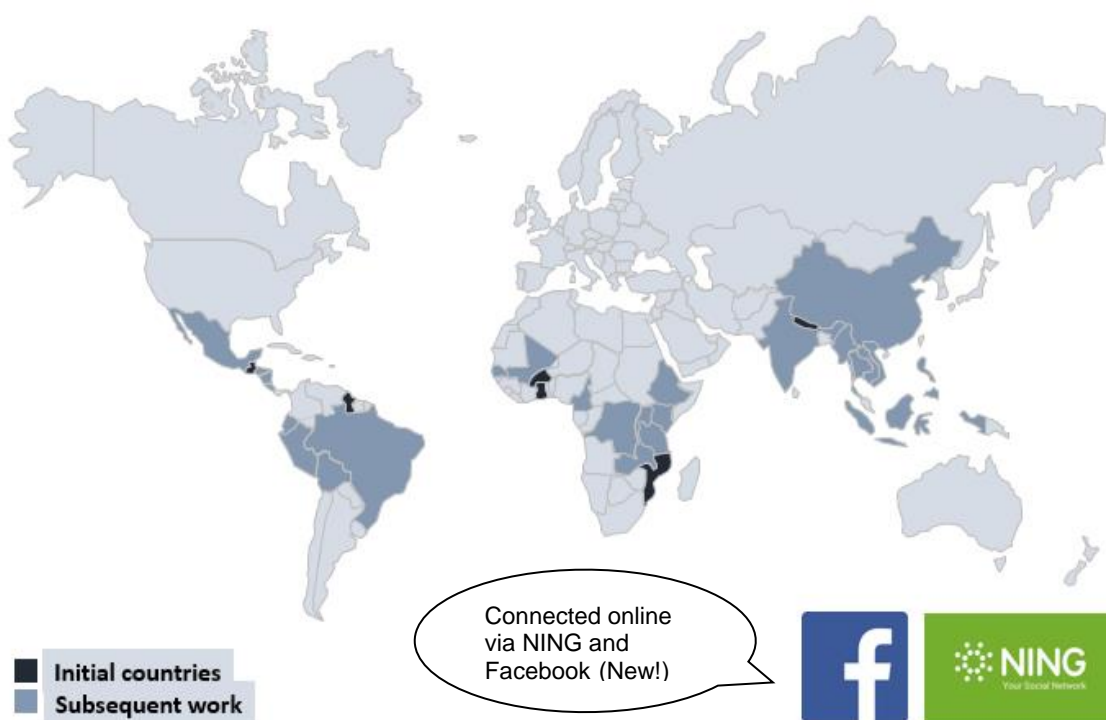 Connected online
via NING and
Facebook (New!)
f
NING
Your Social Network
Initial countries
Subsequent work